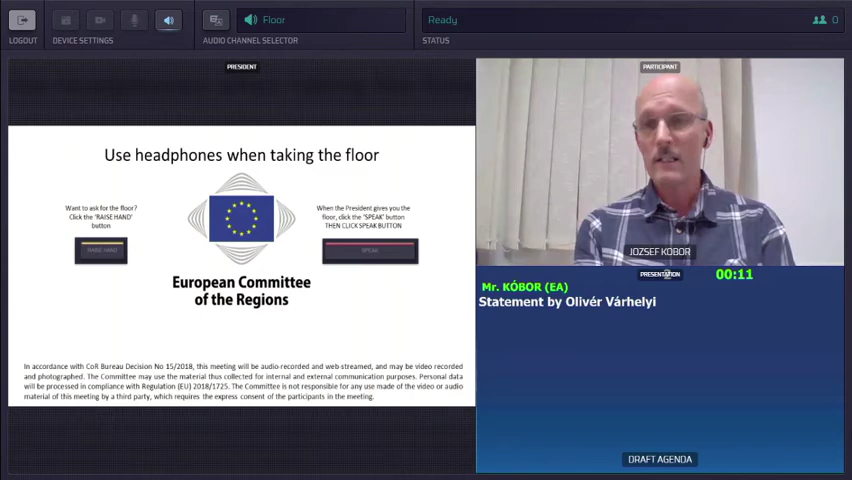 LOGOUT
DEVICE SETTINGS
Floor
AUDIO CHANNEL SELECTOR
Ready
0
STATUS
PRESIDENT
Use headphones when taking the floor
Want to ask for the floor?
Click the 'RAISE HAND'
button
RAISE HAND
When the President gives you the
floor, click the 'SPEAK' button
THEN CLICK SPEAK BUTTON
SPEAK
European Committee
of the Regions
In accordance with CoR Bureau Decision No 15/2018, this meeting will be audio-recorded and web-streamed, and may be video recorded
and photographed. The Committee may use the material thus collected for internal and external communication purposes. Personal data
will be processed in compliance with Regulation (EU) 2018/1725. The Committee is not responsible for any use made of the video or audio
material of this meeting by a third party, which requires the express consent of the participants in the meeting.
PARTICIPANT
JOZSEF KOBOR
PRESENTATION
00:11
Mr. KÓBOR (EA)
Statement by Olivér Várhelyi
DRAFT AGENDA